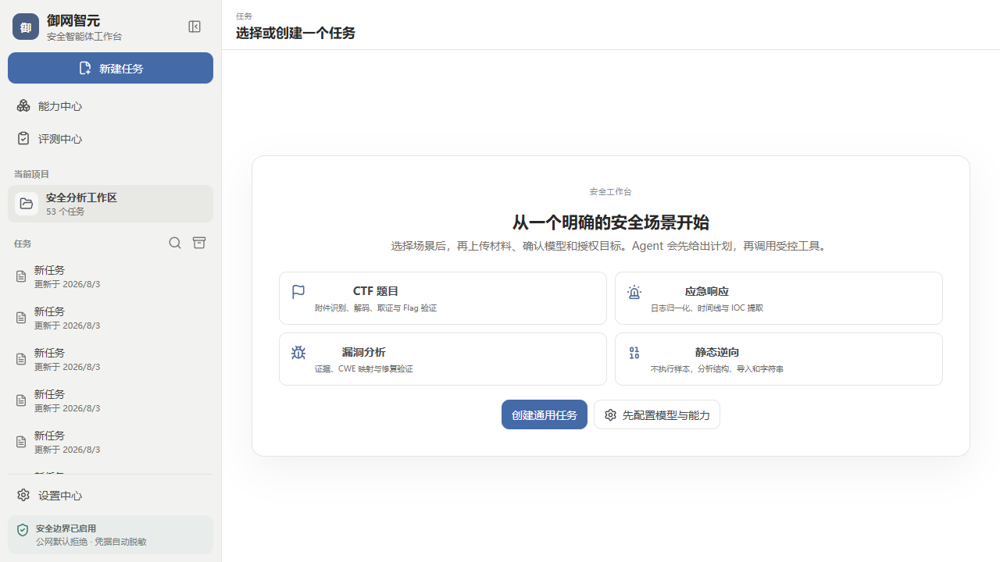 御
御网智元
安全智能体工作台
新建任务
能力中心
评测中心
当前项目
安全分析工作区
53 个任务
任务
新任务
更新于 2026/8/3
新任务
更新于 2026/8/3
新任务
更新于 2026/8/3
新任务
更新于 2026/8/3
新任务
更新于 2026/8/3
设置中心
安全边界已启用
公网默认拒绝 · 凭据自动脱敏
任务
选择或创建一个任务
安全工作台
从一个明确的安全场景开始
选择场景后，再上传材料、确认模型和授权目标。Agent 会先给出计划，再调用受控工具。
CTF 题目
附件识别、解码、取证与 Flag 验证
应急响应
日志归一化、时间线与 IOC 提取
漏洞分析
证据、CWE 映射与修复验证
静态逆向
不执行样本，分析结构、导入和字符串
创建通用任务
先配置模型与能力